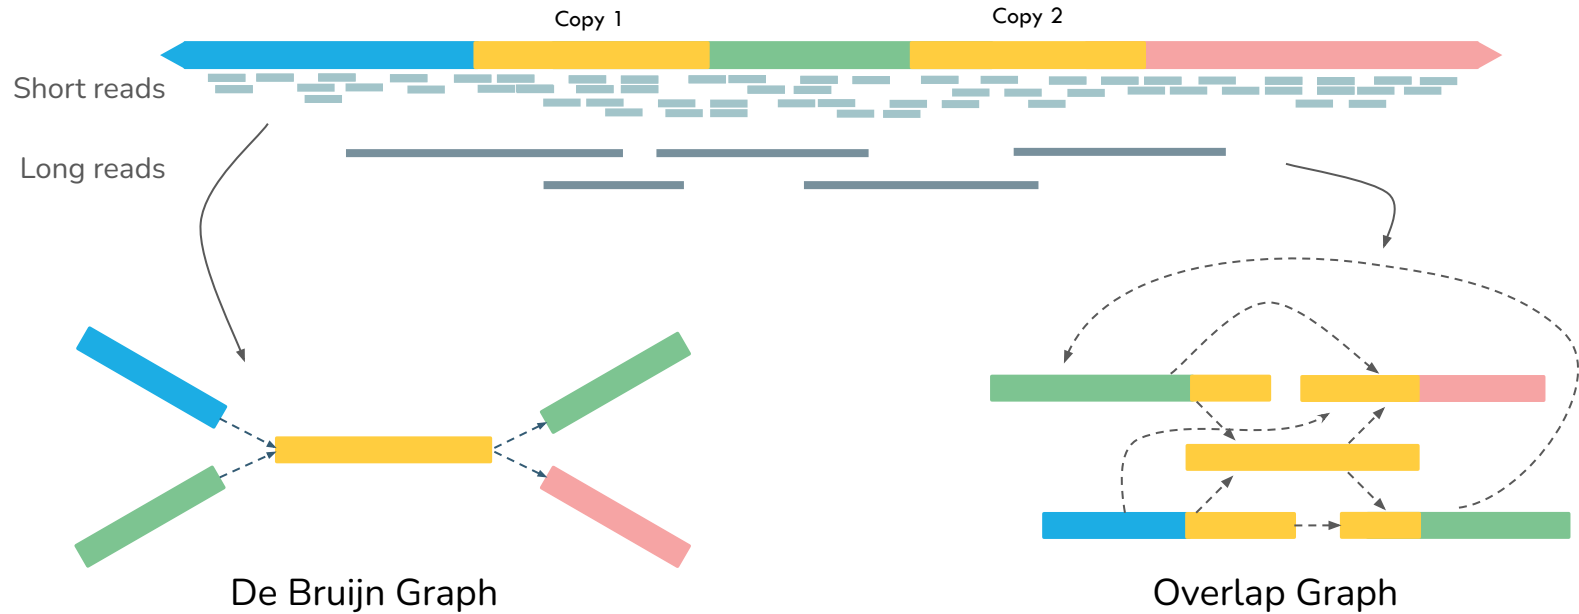 Copy 1
Copy 2
Short reads
Long reads
De Bruijn Graph
Overlap Graph